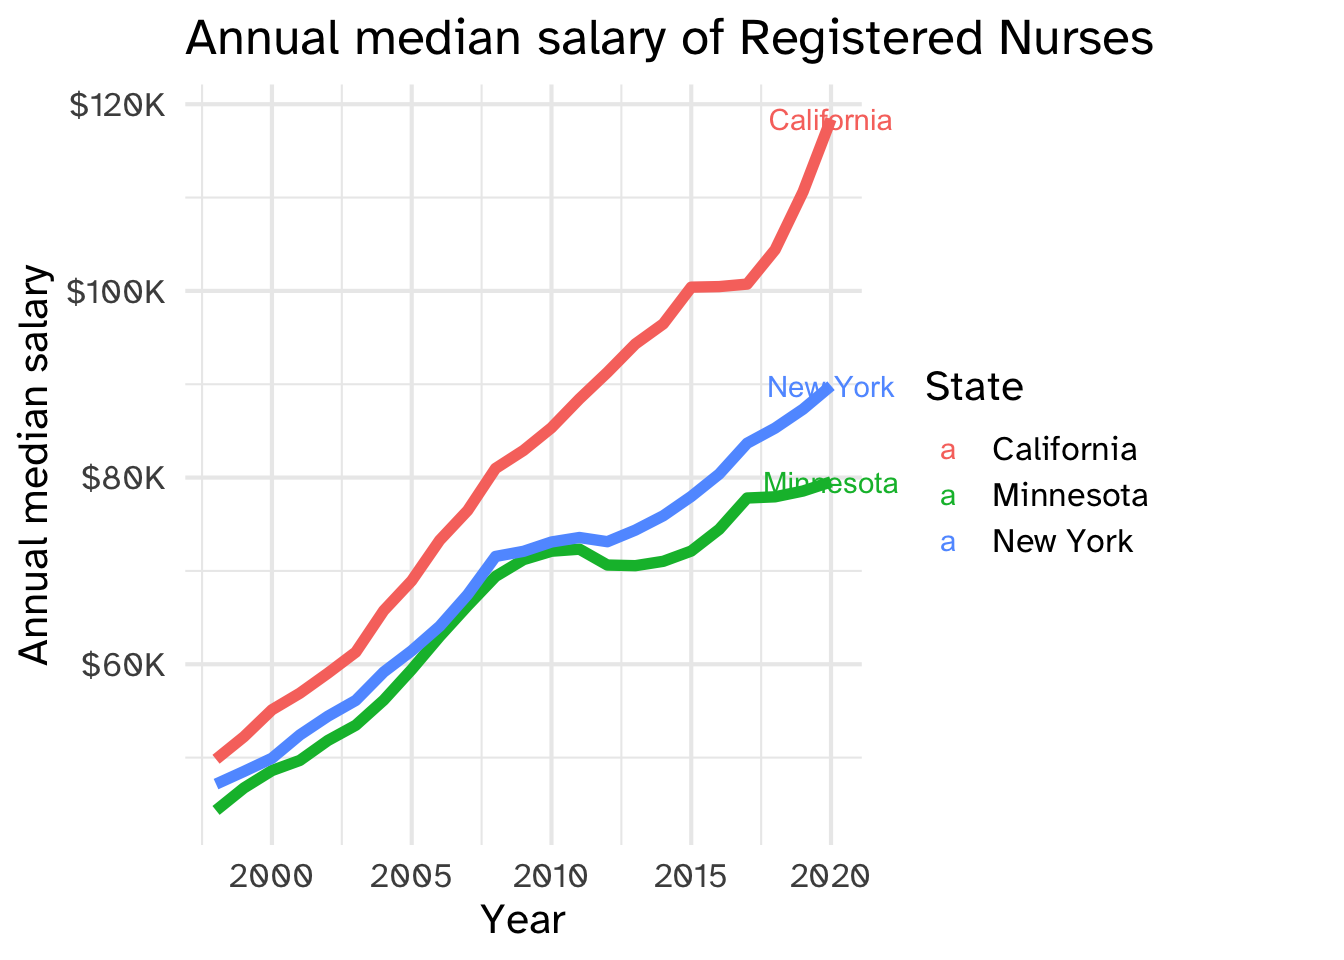 Annual median salary of Registered Nurses
Annual median salary
$120K
$100K
$80K
$60K
California
New York
Minnesota
2000 2005 2010 2015 2020
Year
State
a California
a Minnesota
a New York